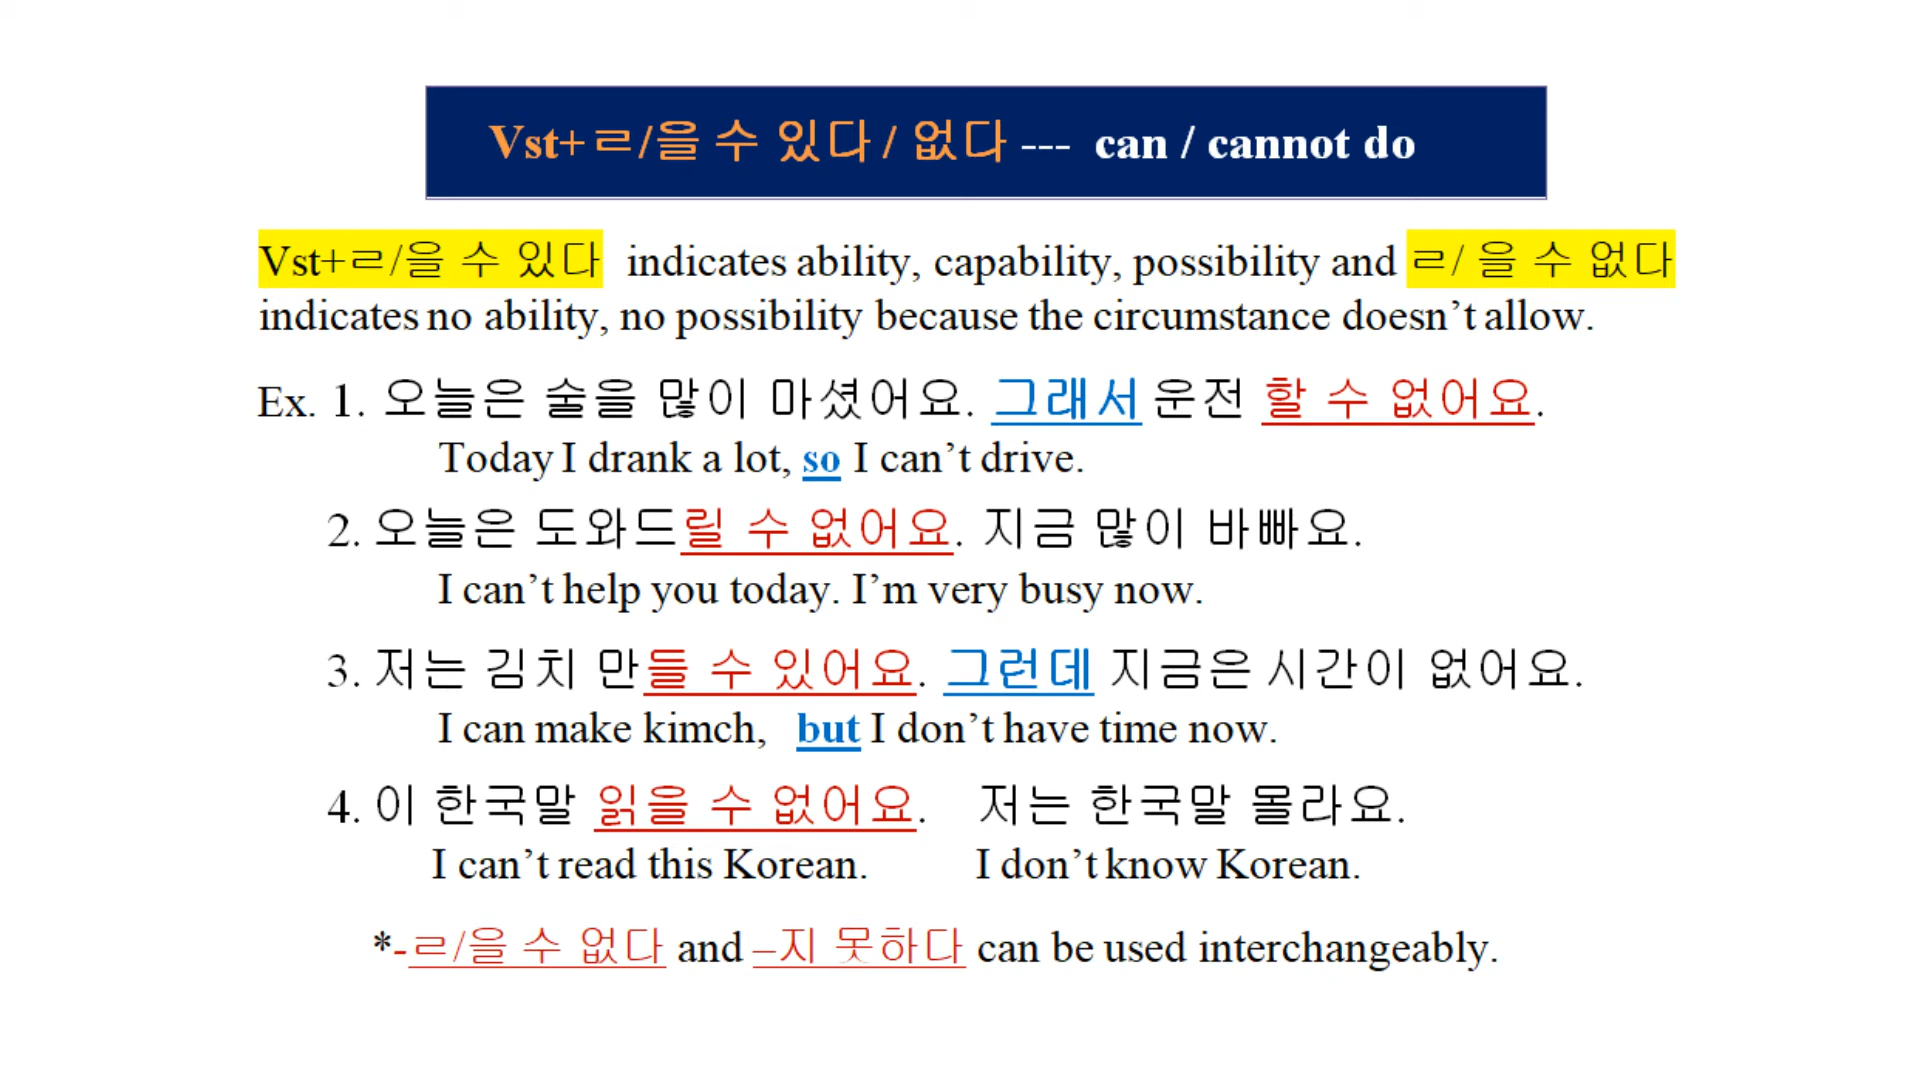 Vst+ㄹ/을 수 있다 / 없다 --- can / cannot do
Vst+ㄹ/을 수 있다 indicates ability, capability, possibility and ㄹ/ 을 수 없다
indicates no ability, no possibility because the circumstance doesn’t allow.
Ex. 1. 오늘은 술을 많이 마셨어요. 그래서 운전 할 수 없어요.
Today I drank a lot, so I can’t drive.
2. 오늘은 도와드릴 수 없어요. 지금 많이 바빠요.
I can’t help you today. I’m very busy now.
3. 저는 김치 만들 수 있어요. 그런데 지금은 시간이 없어요.
I can make kimch, but I don’t have time now.
4. 이 한국말 읽을 수 없어요. 저는 한국말 몰라요.
I can’t read this Korean. I don’t know Korean.
*-ㄹ/을 수 없다 and –지 못하다 can be used interchangeably.